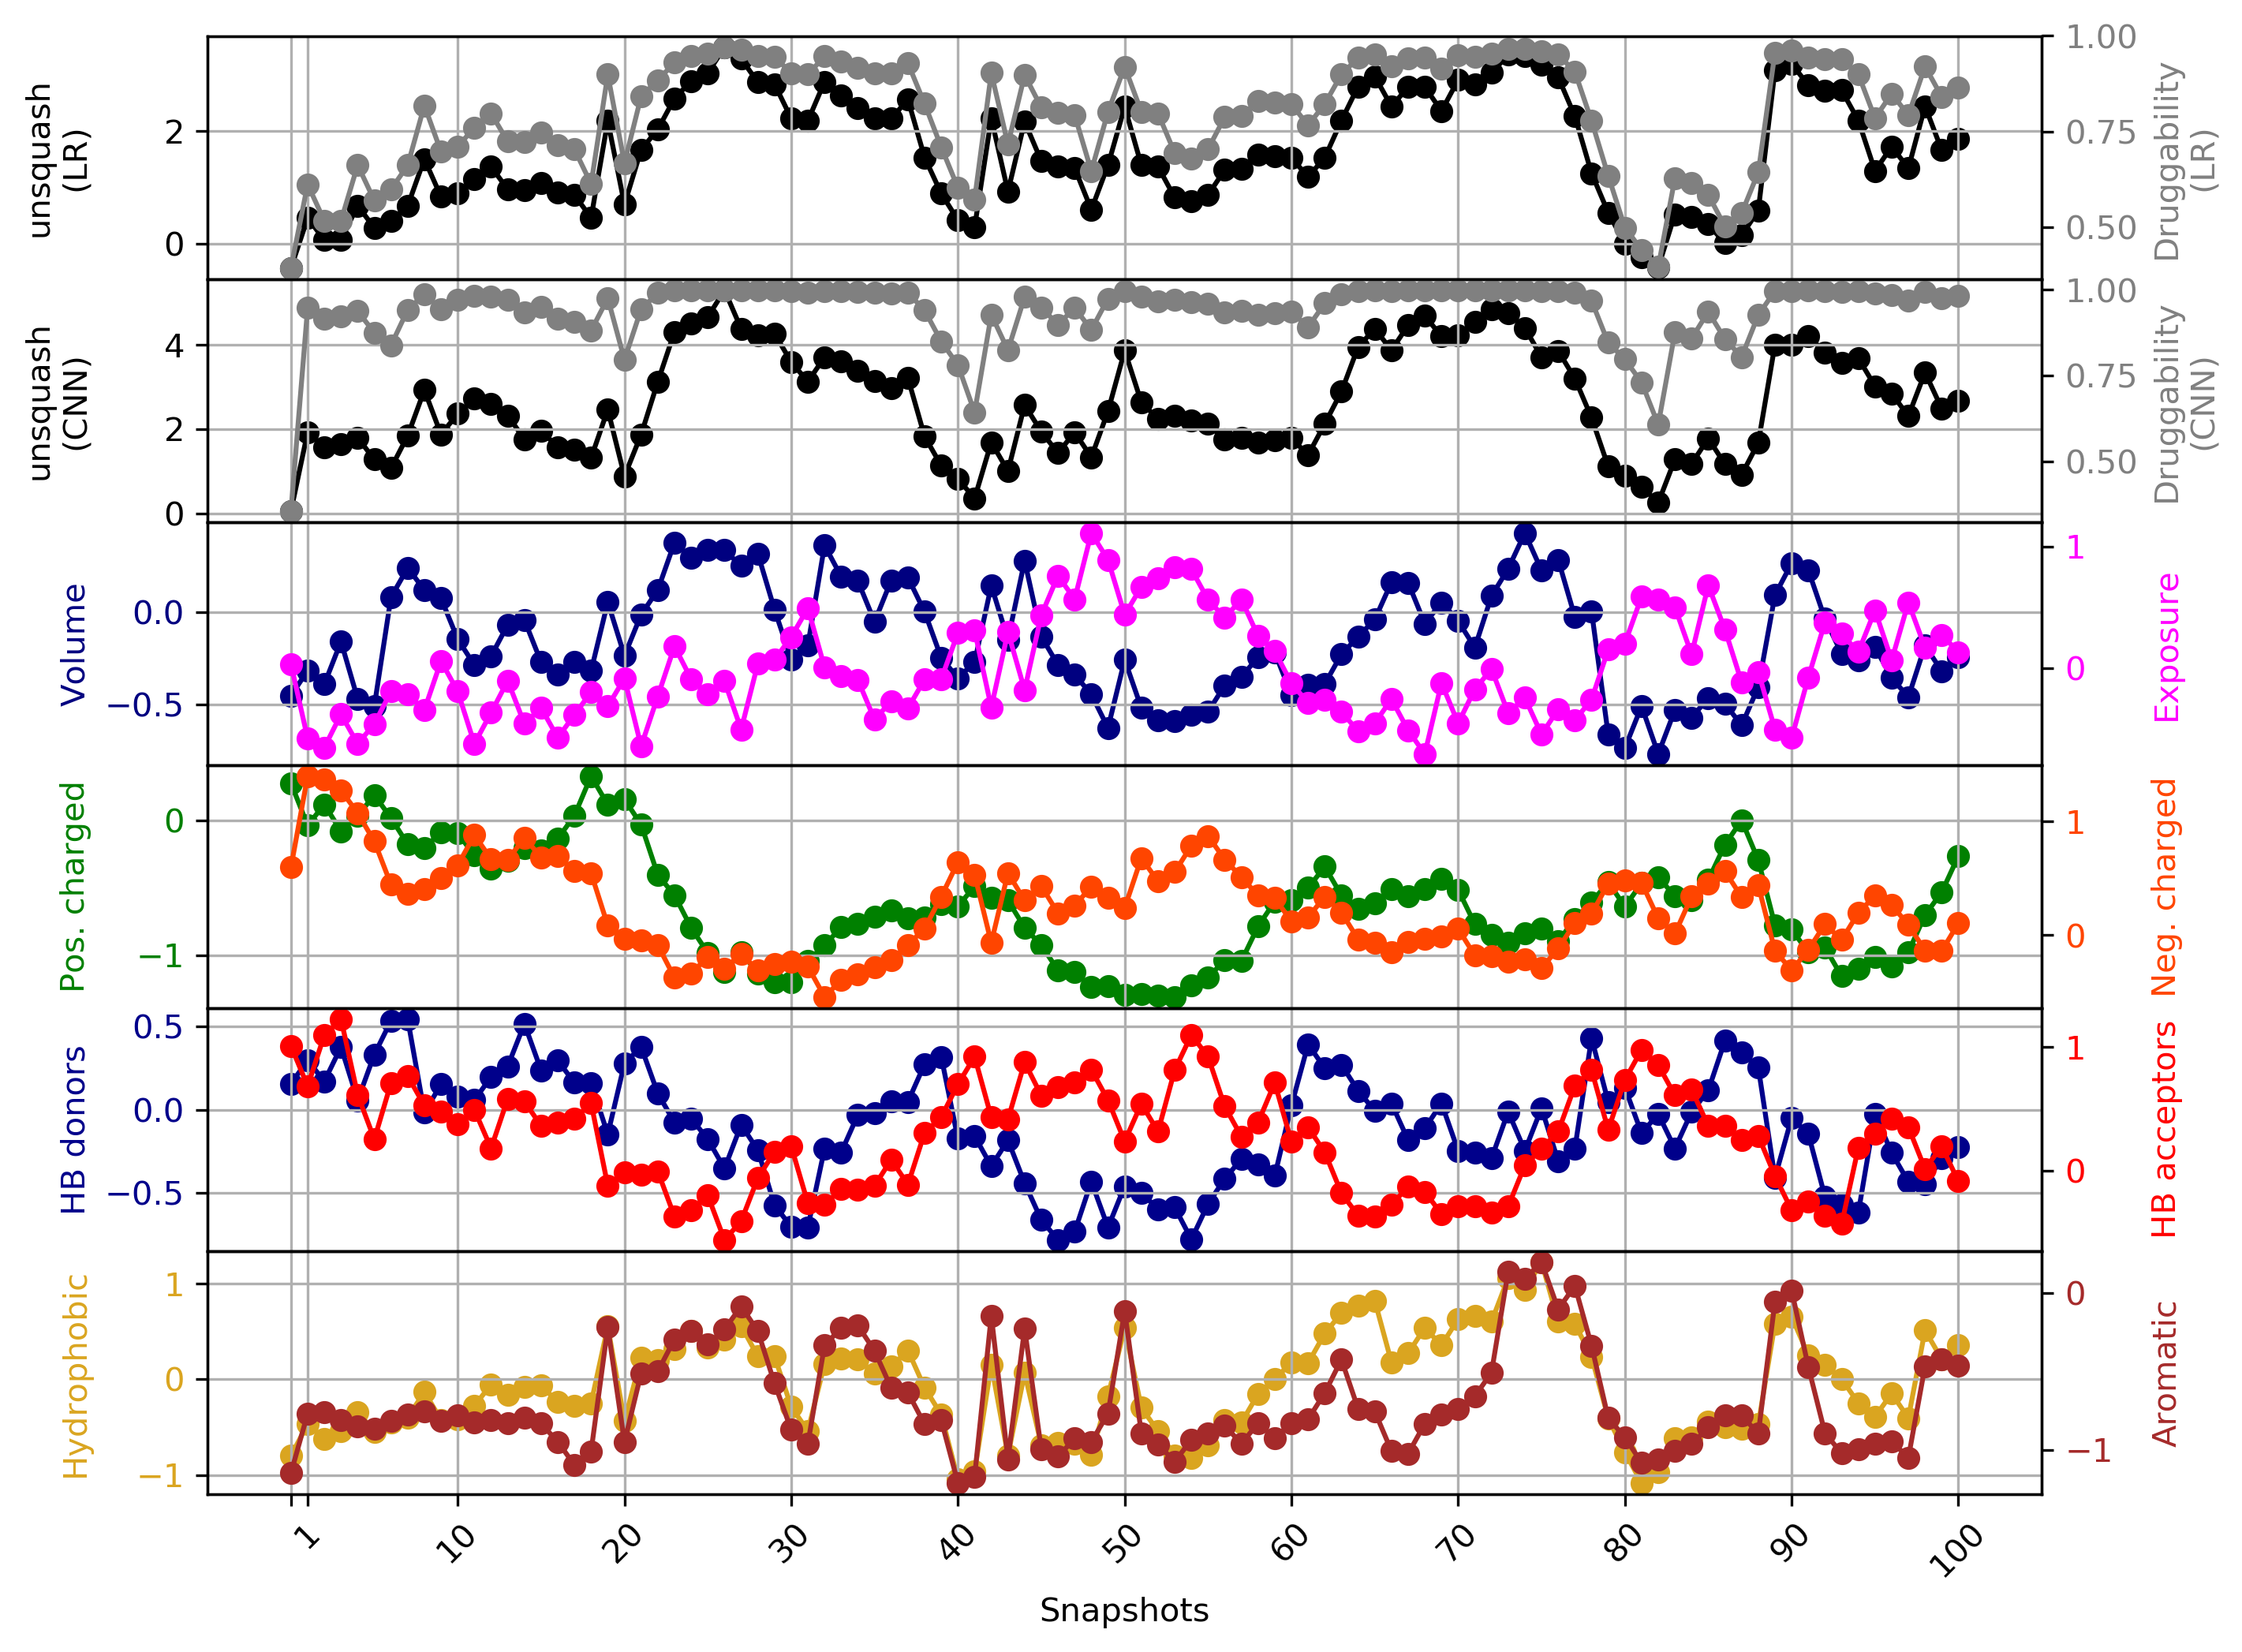 unsquash
(LR)
2
0
1.00
0.75
0.50
Druggability
(LR)
unsquash
(CNN)
4
2
0
1.00
0.75
0.50
Druggability
(CNN)
Volume
0.0
−0.5
1
0
Exposure
Pos. charged
0
−1
1
0
Neg. charged
HB donors
0.5
0.0
−0.5
1
0
HB acceptors
Hydrophobic
1
0
−1
0
−1
Aromatic
1 10 20 30 40 50 60 70 80 90 100
Snapshots